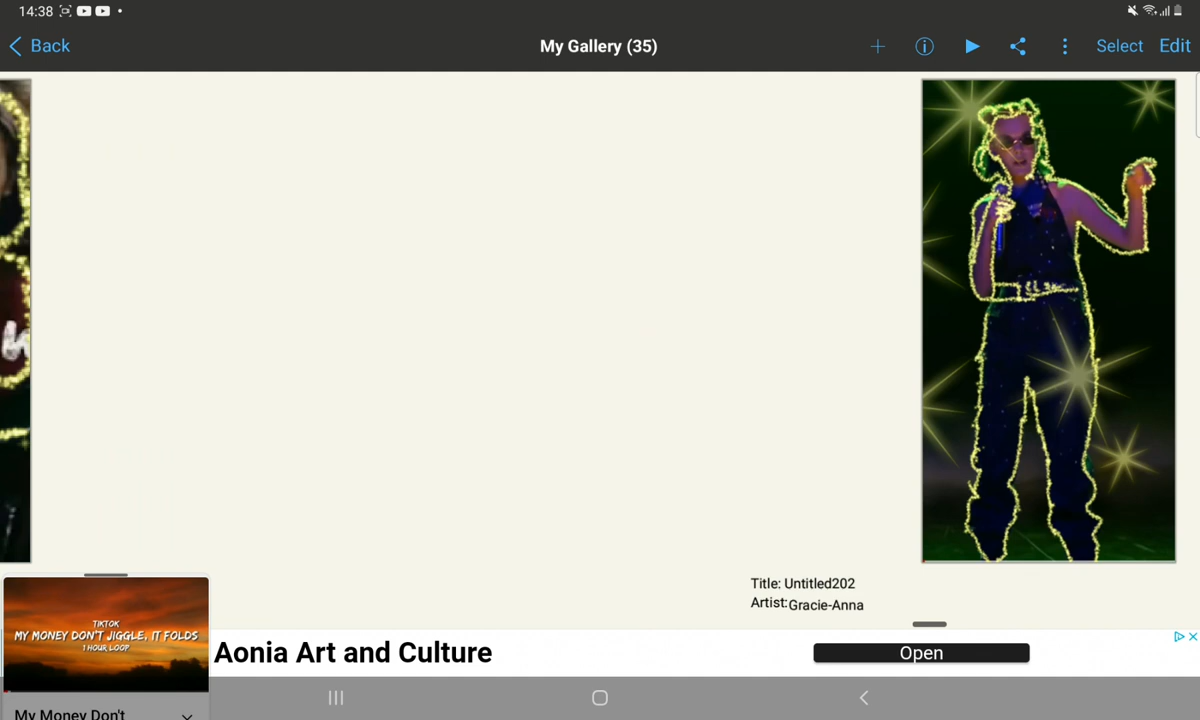 14:38
Back
My Gallery (35)
Select
Edit
Title: Untitled202
Artist: Gracie-Anna
TIKTOK
MY MONEY DON'T JIGGLE, IT FOLDS
1 HOUR LOOP
Aonia Art and Culture
Open
My Money Don't